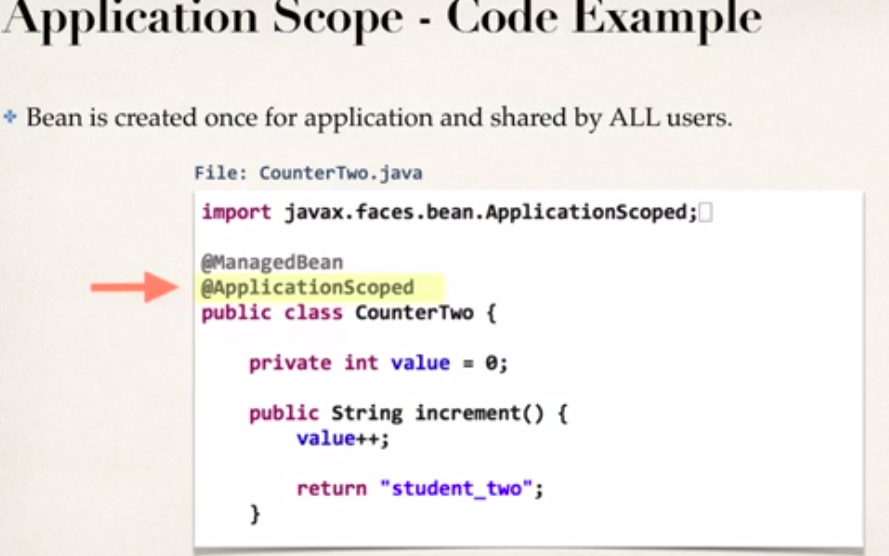 Application Scope - Code Example
Bean is created once for application and shared by ALL users.
File: CounterTwo.java
import javax.faces.bean.ApplicationScoped;
@ManagedBean
@ApplicationScoped
public class CounterTwo {
private int value = 0;
public String increment() {
value++;
return "student_two";
}